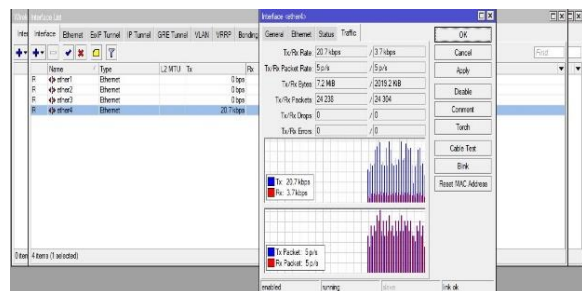 Interface List
Interface <ether4>
Interface Ethernet EoIP Tunnel IP Tunnel GRE Tunnel VLAN VRRP Bonding
General Ethernet Status Traffic
OK
Cancel
Apply
Disable
Comment
Torch
Cable Test
Blink
Reset MAC Address
Find
Name Type L2 MTU Tx Rx
R ether1 Ethernet 0 bps
R ether2 Ethernet 0 bps
R ether3 Ethernet 0 bps
R ether4 Ethernet 20.7 kbps
Tx/Rx Rate: 20.7 kbps / 3.7 kbps
Tx/Rx Packet Rate: 5 p/s / 5 p/s
Tx/Rx Bytes: 7.2 MiB / 2019.2 KiB
Tx/Rx Packets: 24 238 / 24 304
Tx/Rx Drops: 0 / 0
Tx/Rx Errors: 0 / 0
Tx: 20.7 kbps
Rx: 3.7 kbps
Tx Packet: 5 p/s
Rx Packet: 5 p/s
4 items (1 selected)
enabled running slave link ok